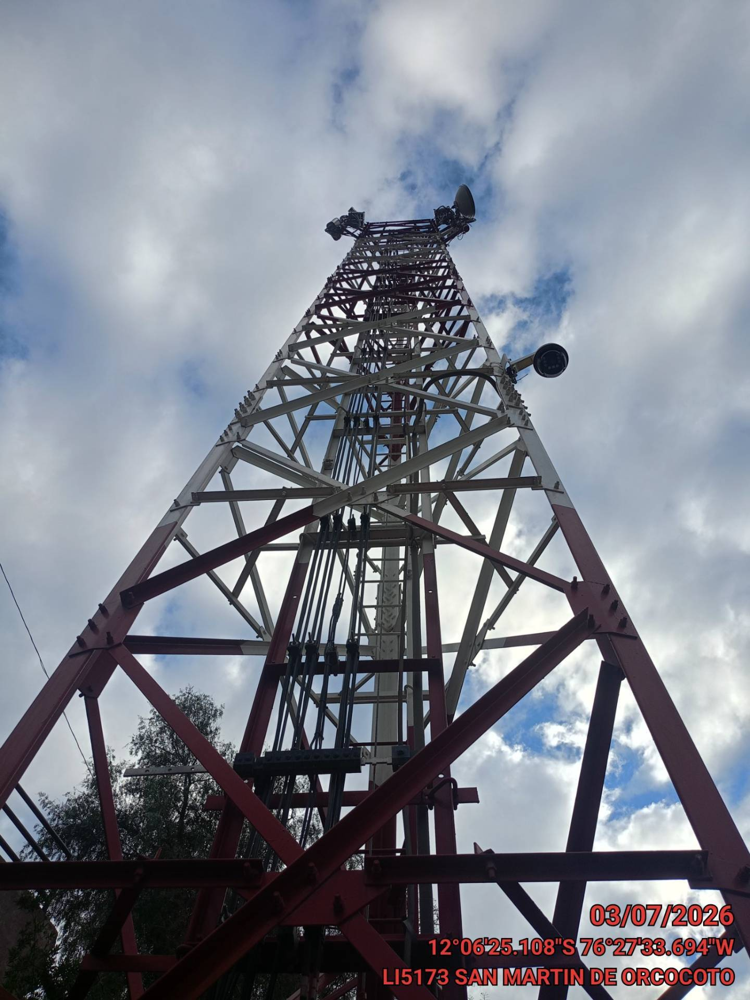 03/07/2026
12°06'25.108"S 76°27'33.694"W
LI5173 SAN MARTIN DE ORCOCOTO